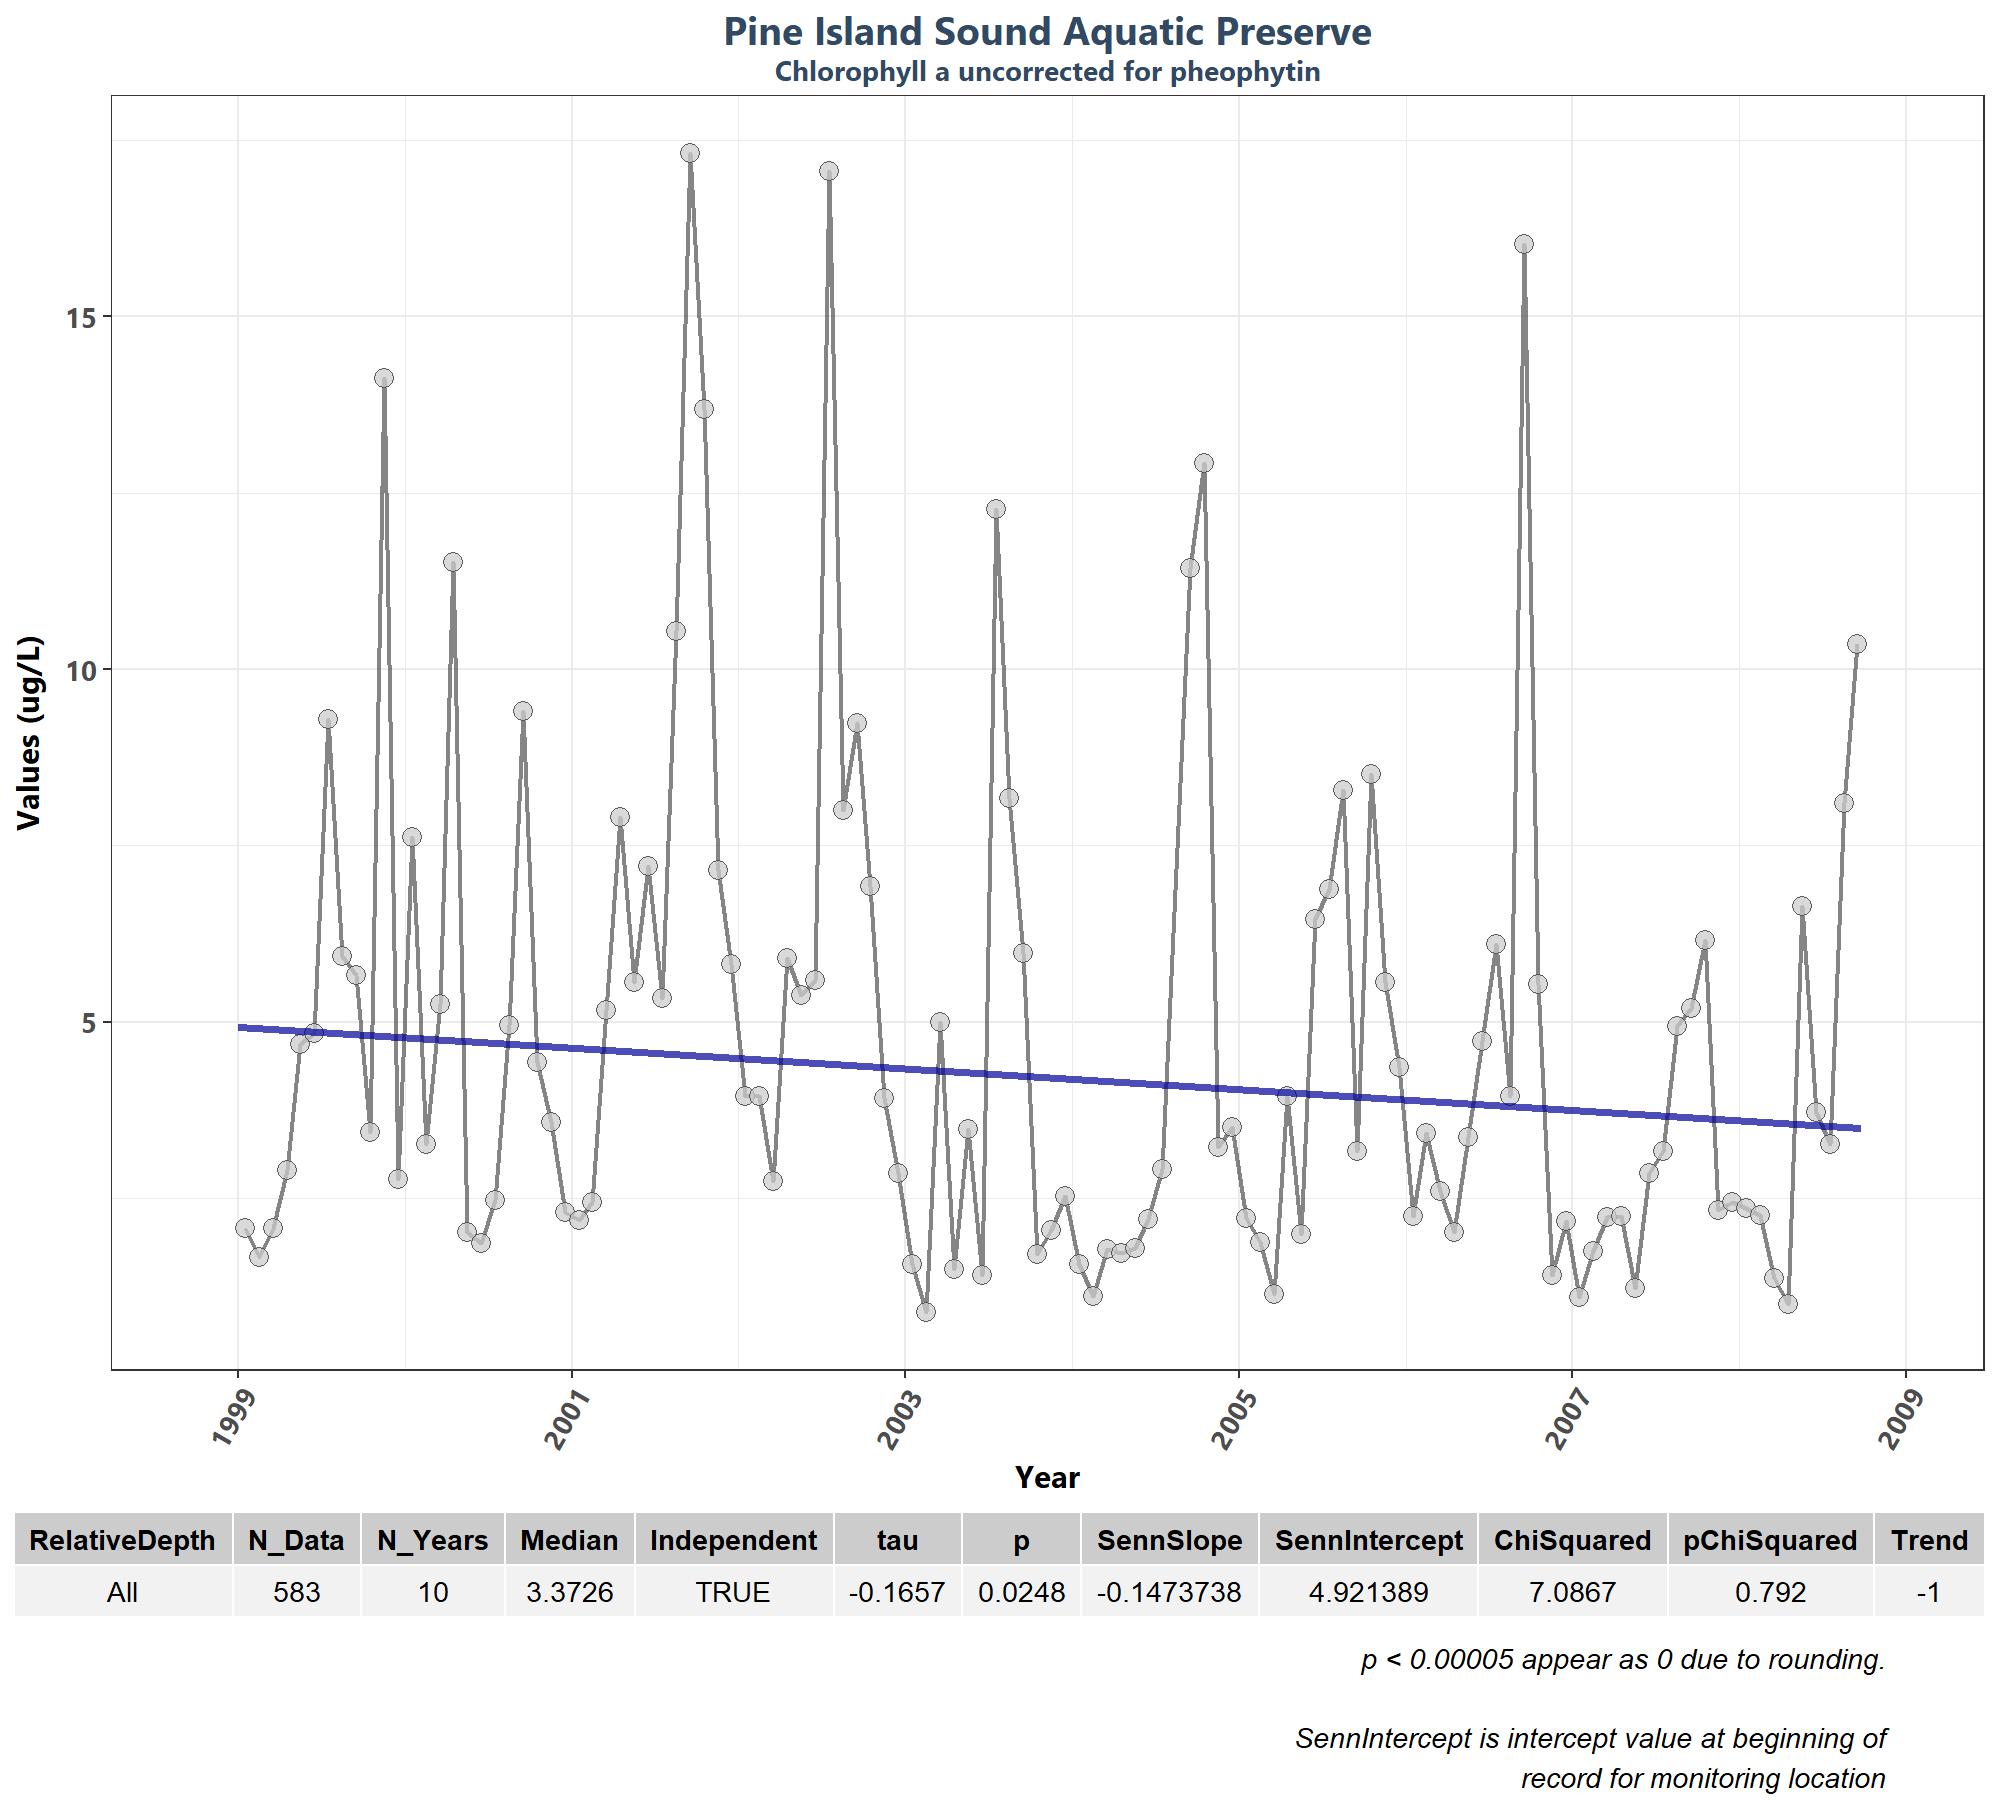 Pine Island Sound Aquatic Preserve
Chlorophyll a uncorrected for pheophytin
Values (ug/L)
15
10
5
1999 2001 2003 2005 2007 2009
Year
RelativeDepth N_Data N_Years Median Independent tau p SennSlope SennIntercept ChiSquared pChiSquared Trend
All 583 10 3.3726 TRUE -0.1657 0.0248 -0.1473738 4.921389 7.0867 0.792 -1
p < 0.00005 appear as 0 due to rounding.
SennIntercept is intercept value at beginning of
record for monitoring location